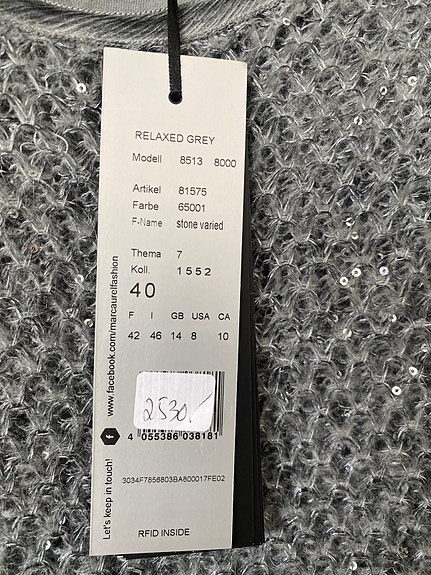 RELAXED GREY
Modell 8513 8000
Artikel 81575
Farbe 65001
F-Name stone varied
Thema 7
Koll. 1552
40
F I GB USA CA
42 46 14 8 10
2530,-
4 055386 038181
3034F7856803BA800017FE02
RFID INSIDE
Let's keep in touch! f www.facebook.com/marcaurelfashion